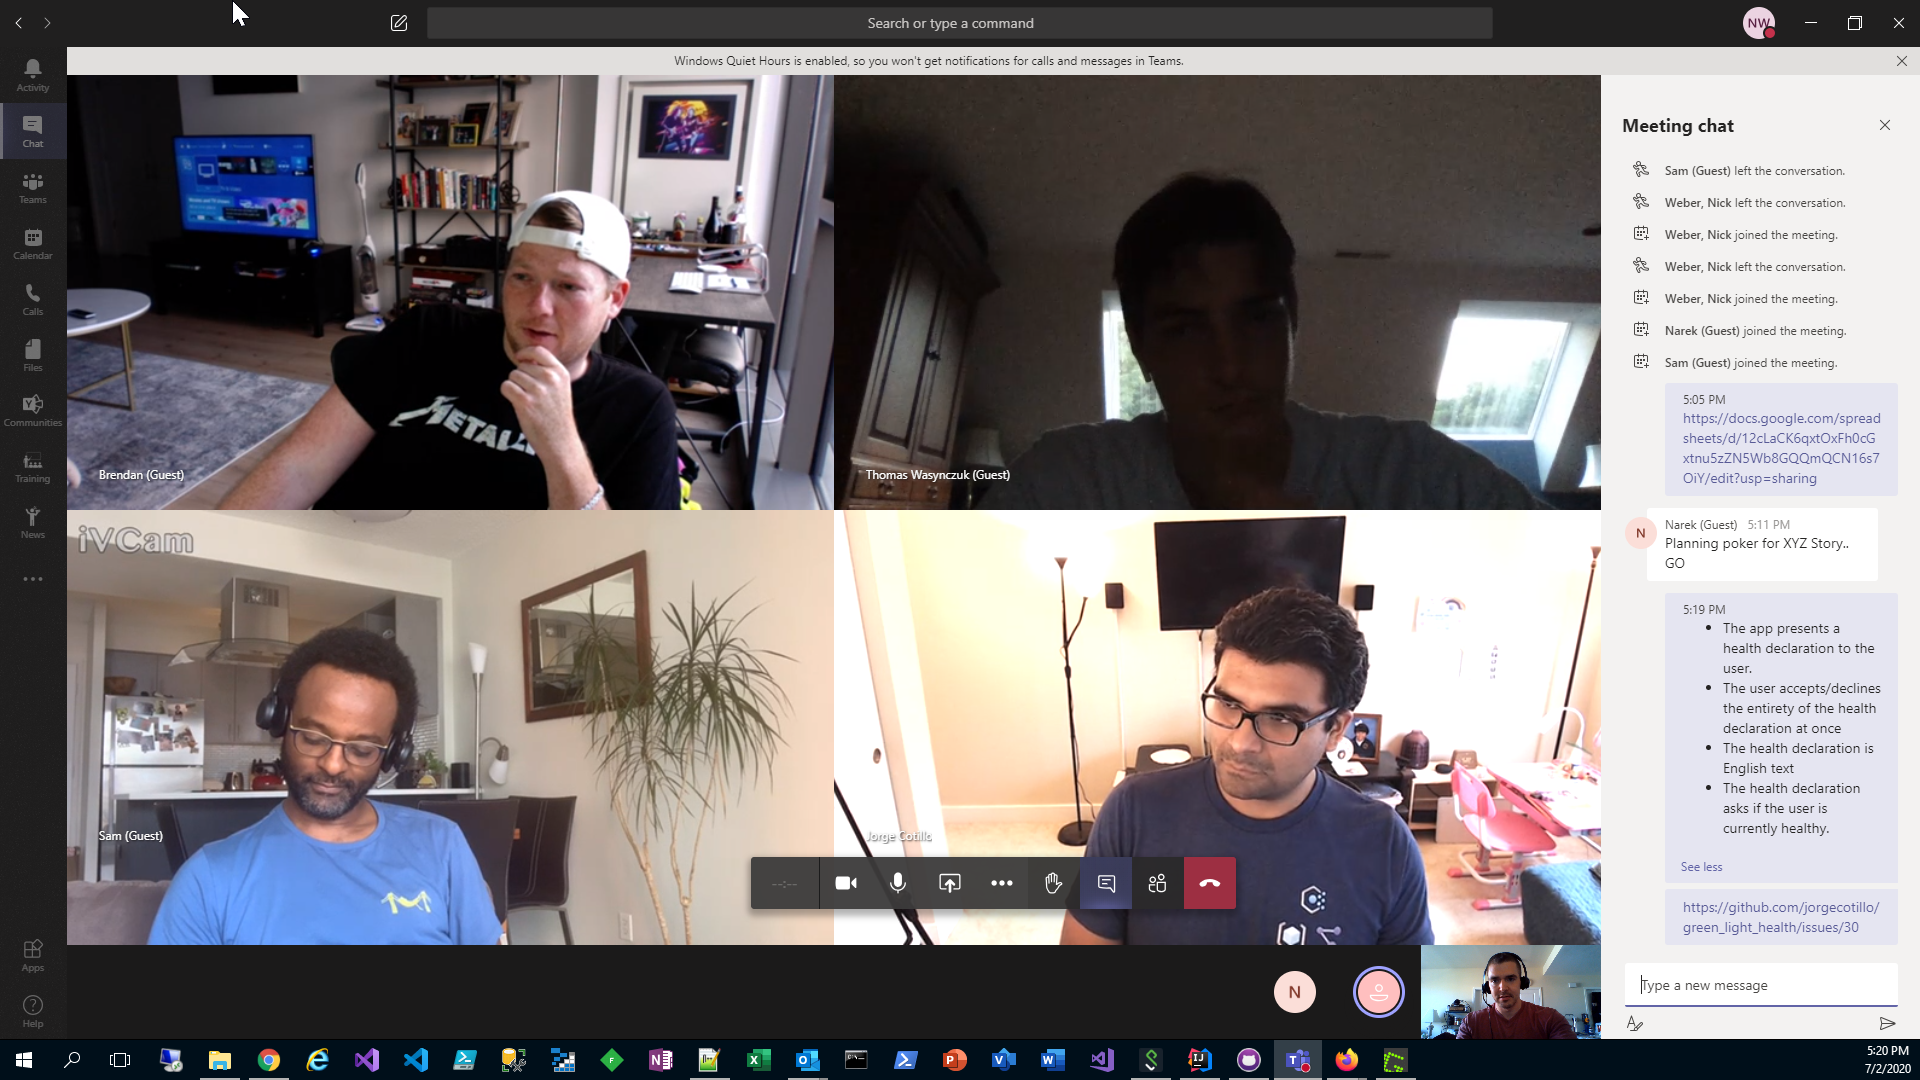 Search or type a command
NW
Windows Quiet Hours is enabled, so you won't get notifications for calls and messages in Teams.
Activity
Chat
Teams
Calendar
Calls
Files
Communities
Training
News
Apps
Help
METALLI
Brendan (Guest)
Thomas Wasynczuk (Guest)
iVCam
Sam (Guest)
Jorge Cotillo
--:--
N
Meeting chat
Sam (Guest) left the conversation.
Weber, Nick left the conversation.
Weber, Nick joined the meeting.
Weber, Nick left the conversation.
Weber, Nick joined the meeting.
Narek (Guest) joined the meeting.
Sam (Guest) joined the meeting.
5:05 PM
https://docs.google.com/spread
sheets/d/12cLaCK6qxtOxFh0cG
xtnu5zZN5Wb8GQQmQCN16s7
OiY/edit?usp=sharing
N
Narek (Guest) 5:11 PM
Planning poker for XYZ Story..
GO
5:19 PM
• The app presents a
health declaration to the
user.
• The user accepts/declines
the entirety of the health
declaration at once
• The health declaration is
English text
• The health declaration
asks if the user is
currently healthy.
See less
https://github.com/jorgecotillo/
green_light_health/issues/30
Type a new message
5:20 PM
7/2/2020